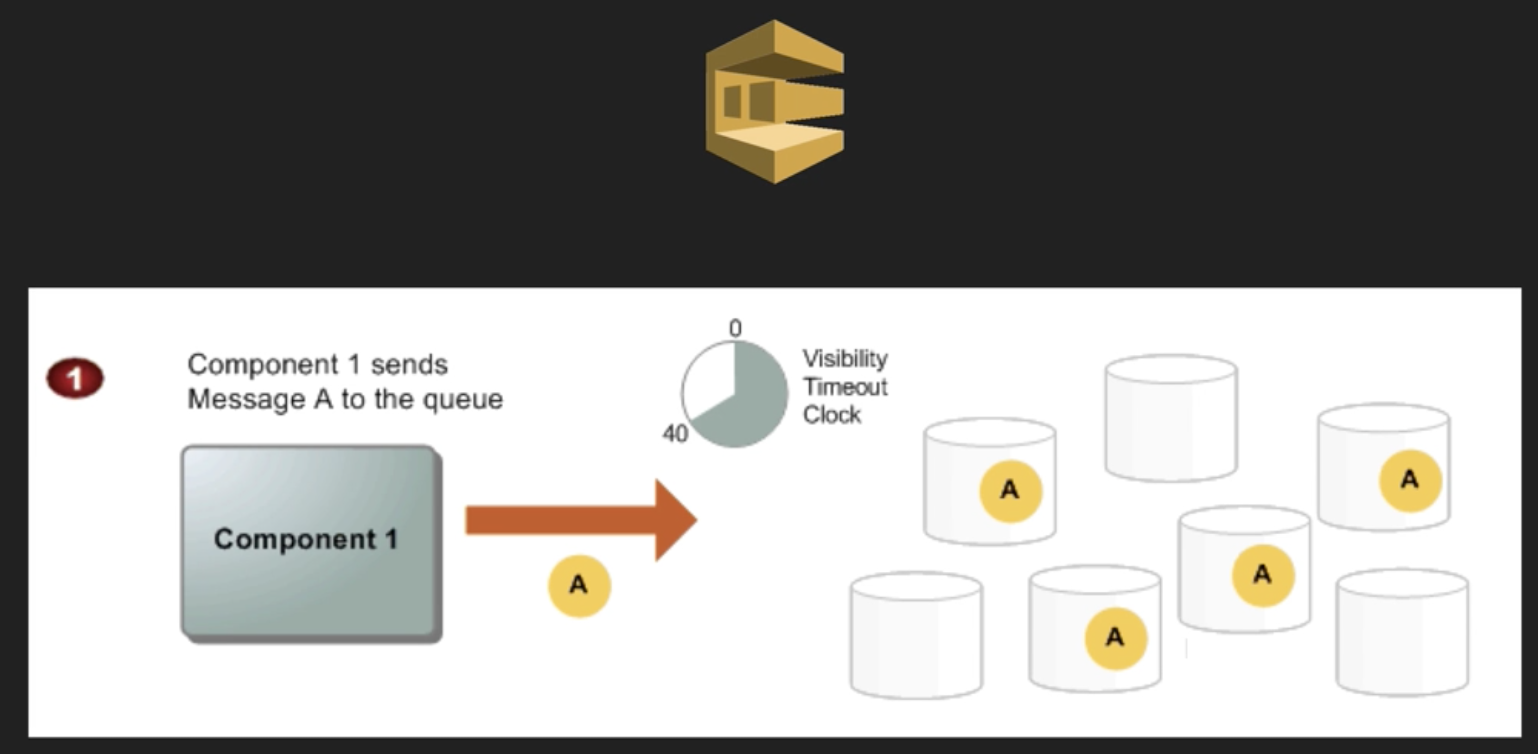 1
Component 1 sends
Message A to the queue
0
Visibility
Timeout
Clock
40
Component 1
A
A
A
A
A